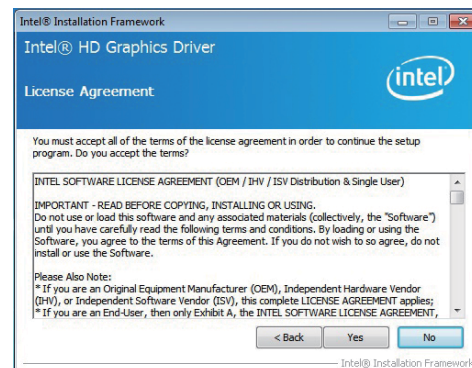 Intel® Installation Framework
Intel® HD Graphics Driver
intel
License Agreement
You must accept all of the terms of the license agreement in order to continue the setup
program. Do you accept the terms?
INTEL SOFTWARE LICENSE AGREEMENT (OEM / IHV / ISV Distribution & Single User)
IMPORTANT - READ BEFORE COPYING, INSTALLING OR USING.
Do not use or load this software and any associated materials (collectively, the "Software")
until you have carefully read the following terms and conditions. By loading or using the
Software, you agree to the terms of this Agreement. If you do not wish to so agree, do not
install or use the Software.
Please Also Note:
* If you are an Original Equipment Manufacturer (OEM), Independent Hardware Vendor
(IHV), or Independent Software Vendor (ISV), this complete LICENSE AGREEMENT applies;
* If you are an End-User, then only Exhibit A, the INTEL SOFTWARE LICENSE AGREEMENT,
< Back Yes No
Intel® Installation Framework